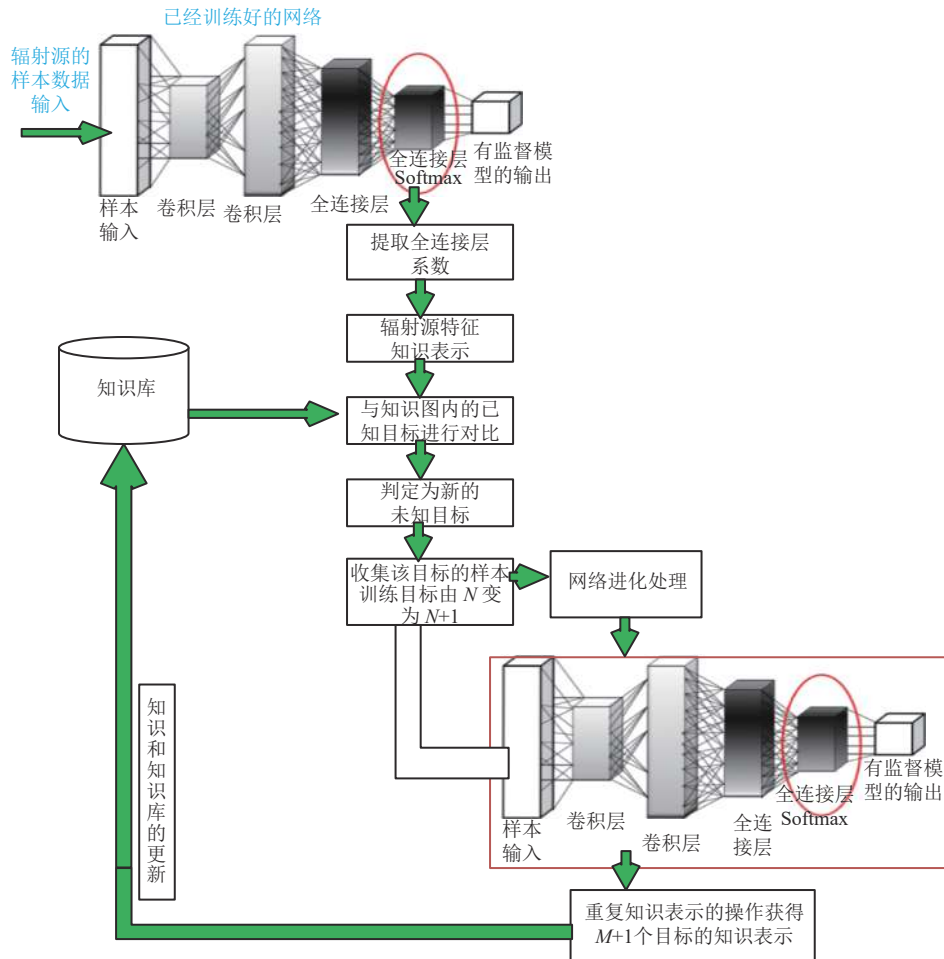 已经训练好的网络
辐射源的
样本数据
输入
样本
输入
卷积层
卷积层
全连接层
全连接层
Softmax
有监督模
型的输出
提取全连接层
系数
辐射源特征
知识表示
知识库
与知识图内的已
知目标进行对比
判定为新的
未知目标
收集该目标的样本
训练目标由 N 变
为 N+1
网络进化处理
样本
输入
卷积层
卷积层
全连
接层
全连接层
Softmax
有监督模
型的输出
知识和知识库的更新
重复知识表示的操作获得
M+1个目标的知识表示